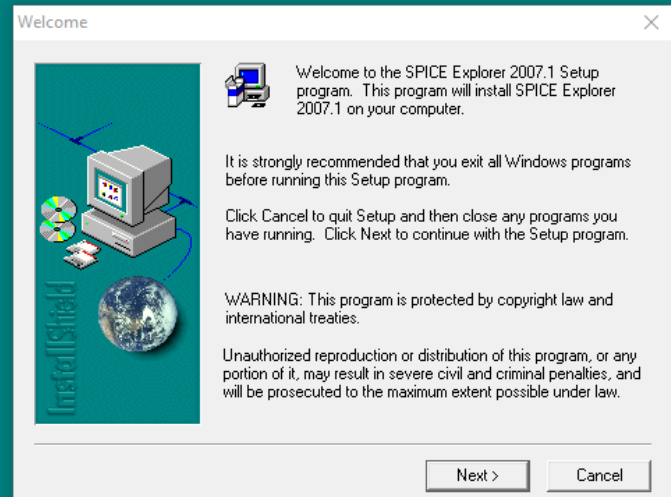 Welcome
Welcome to the SPICE Explorer 2007.1 Setup
program. This program will install SPICE Explorer
2007.1 on your computer.
It is strongly recommended that you exit all Windows programs
before running this Setup program.
Click Cancel to quit Setup and then close any programs you
have running. Click Next to continue with the Setup program.
WARNING: This program is protected by copyright law and
international treaties.
Unauthorized reproduction or distribution of this program, or any
portion of it, may result in severe civil and criminal penalties, and
will be prosecuted to the maximum extent possible under law.
InstallShield
Next >
Cancel